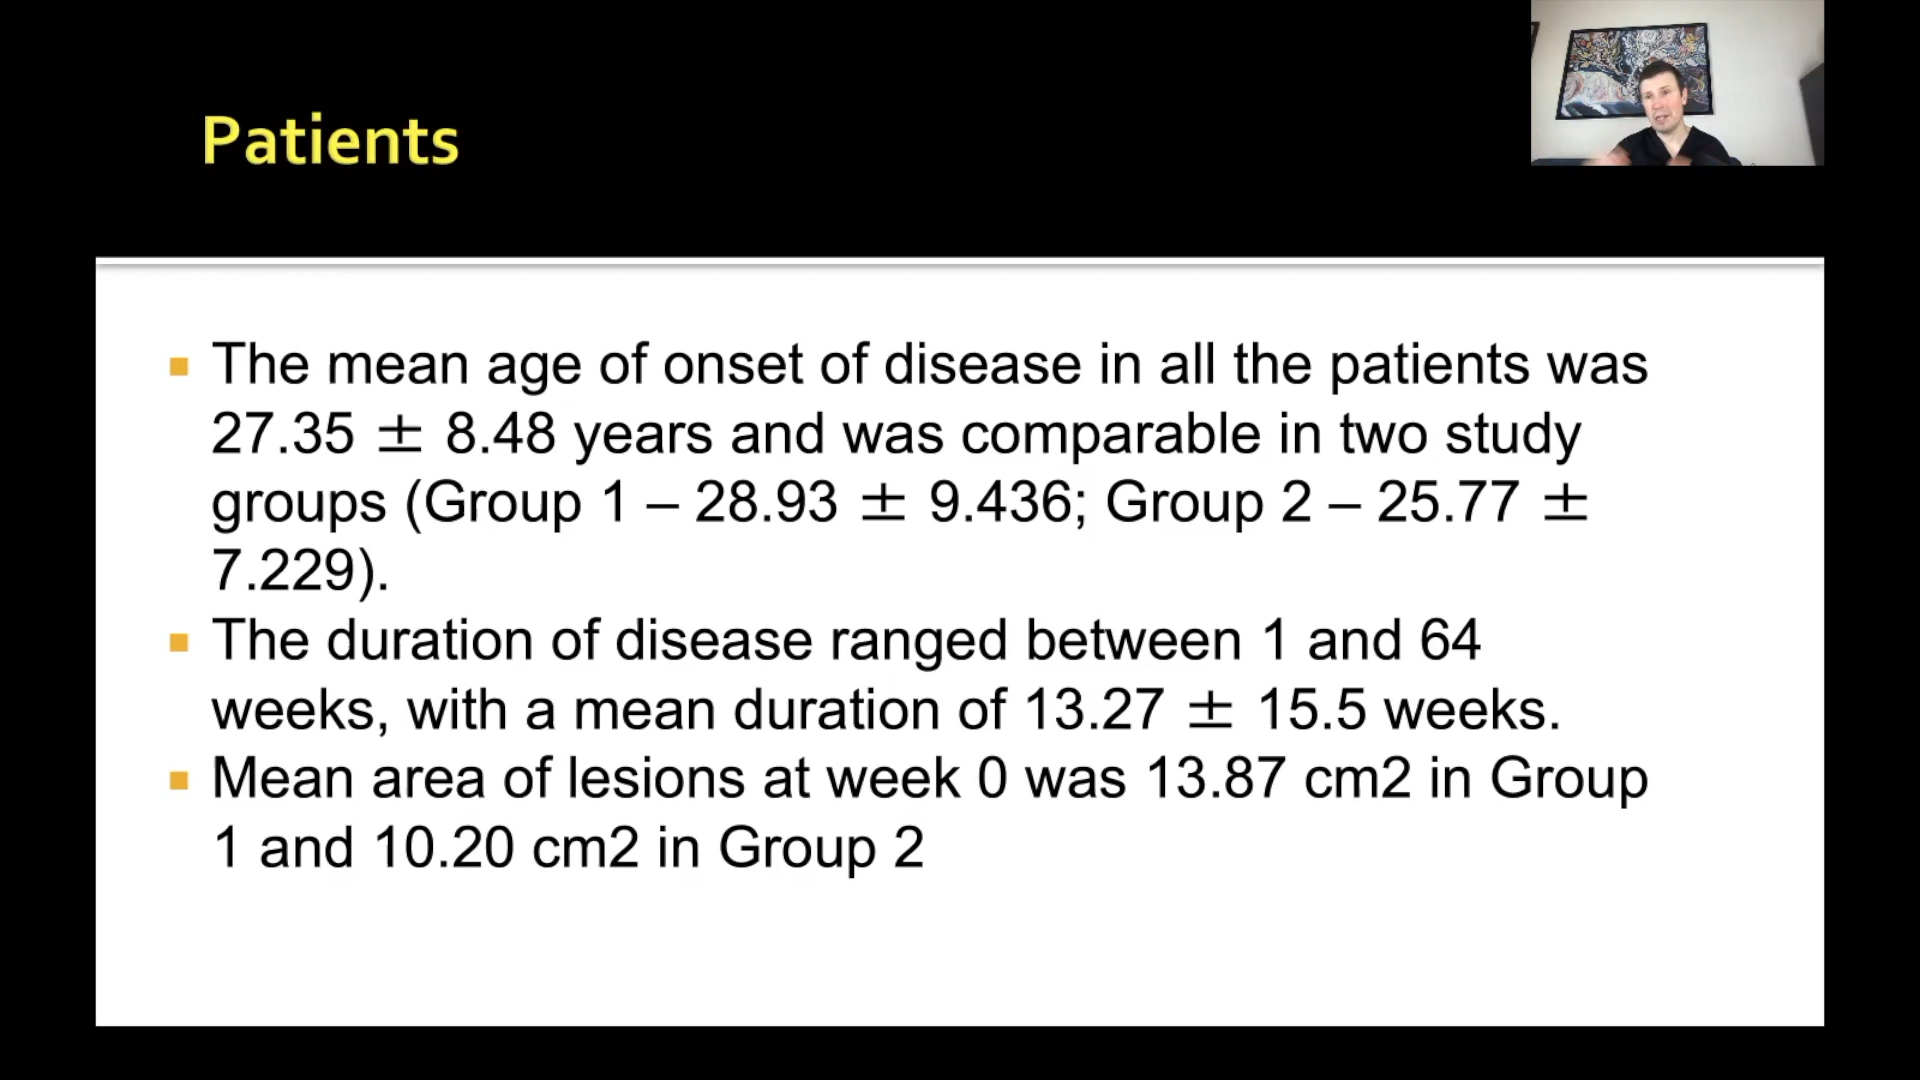 Patients
The mean age of onset of disease in all the patients was
27.35 ± 8.48 years and was comparable in two study
groups (Group 1 – 28.93 ± 9.436; Group 2 – 25.77 ±
7.229).
The duration of disease ranged between 1 and 64
weeks, with a mean duration of 13.27 ± 15.5 weeks.
Mean area of lesions at week 0 was 13.87 cm2 in Group
1 and 10.20 cm2 in Group 2